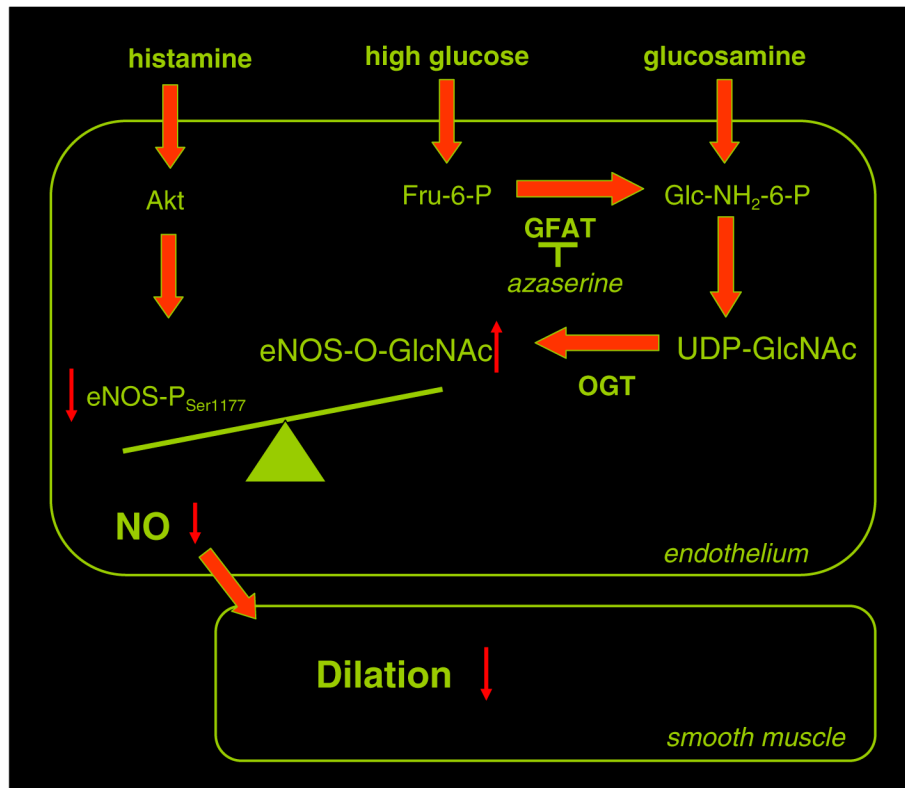 histamine
high glucose
glucosamine
Akt
Fru-6-P
Glc-NH₂-6-P
GFAT
azaserine
eNOS-O-GlcNAc
UDP-GlcNAc
OGT
eNOS-P_Ser1177
NO
endothelium
Dilation
smooth muscle